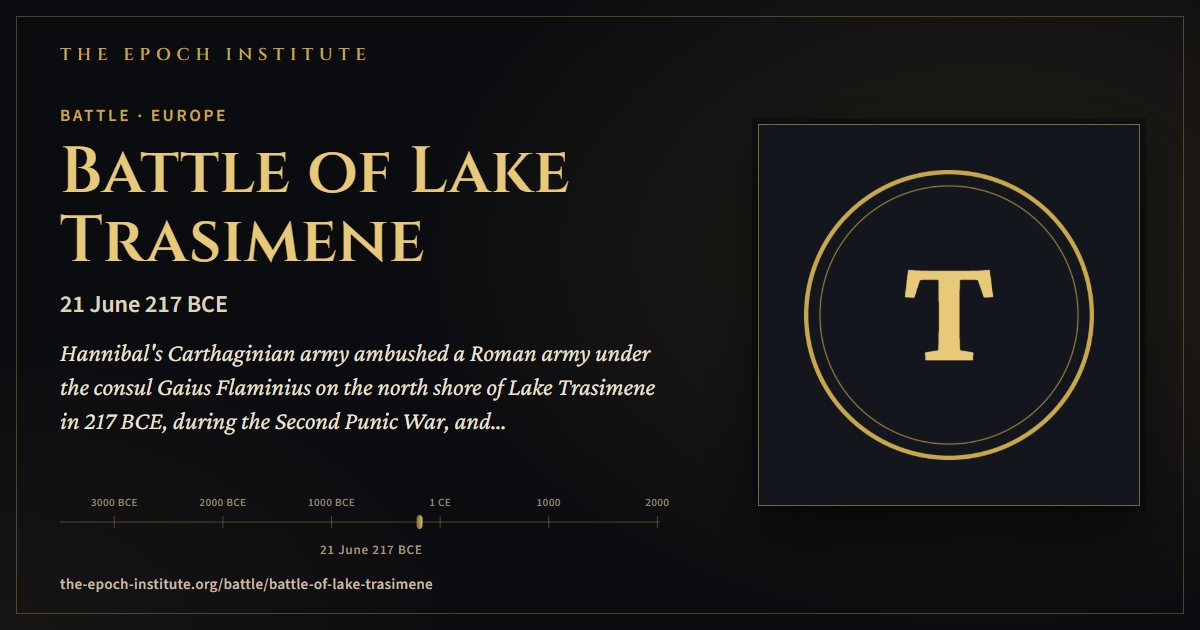 THE EPOCH INSTITUTE
BATTLE · EUROPE
BATTLE OF LAKE
TRASIMENE
21 June 217 BCE
Hannibal's Carthaginian army ambushed a Roman army under
the consul Gaius Flaminius on the north shore of Lake Trasimene
in 217 BCE, during the Second Punic War, and...
T
3000 BCE 2000 BCE 1000 BCE 1 CE 1000 2000
21 June 217 BCE
the-epoch-institute.org/battle/battle-of-lake-trasimene